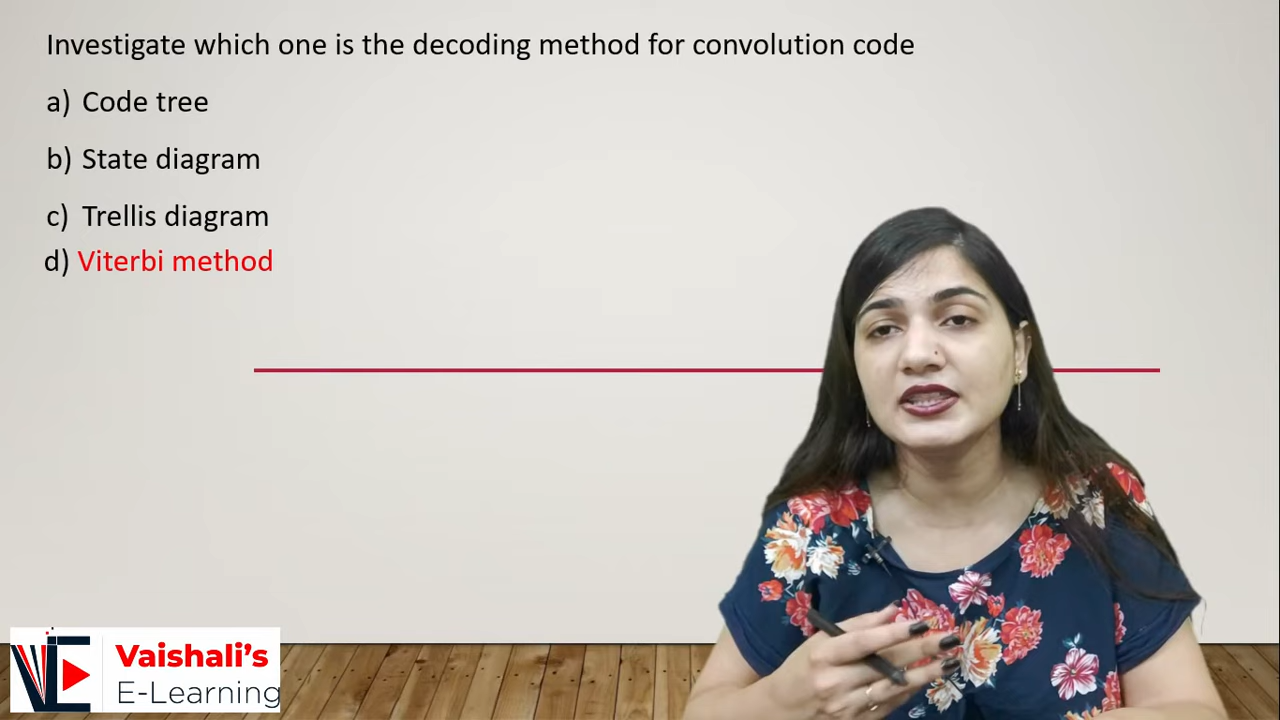 Investigate which one is the decoding method for convolution code
a) Code tree
b) State diagram
c) Trellis diagram
d) Viterbi method
VE
Vaishali's
E-Learning